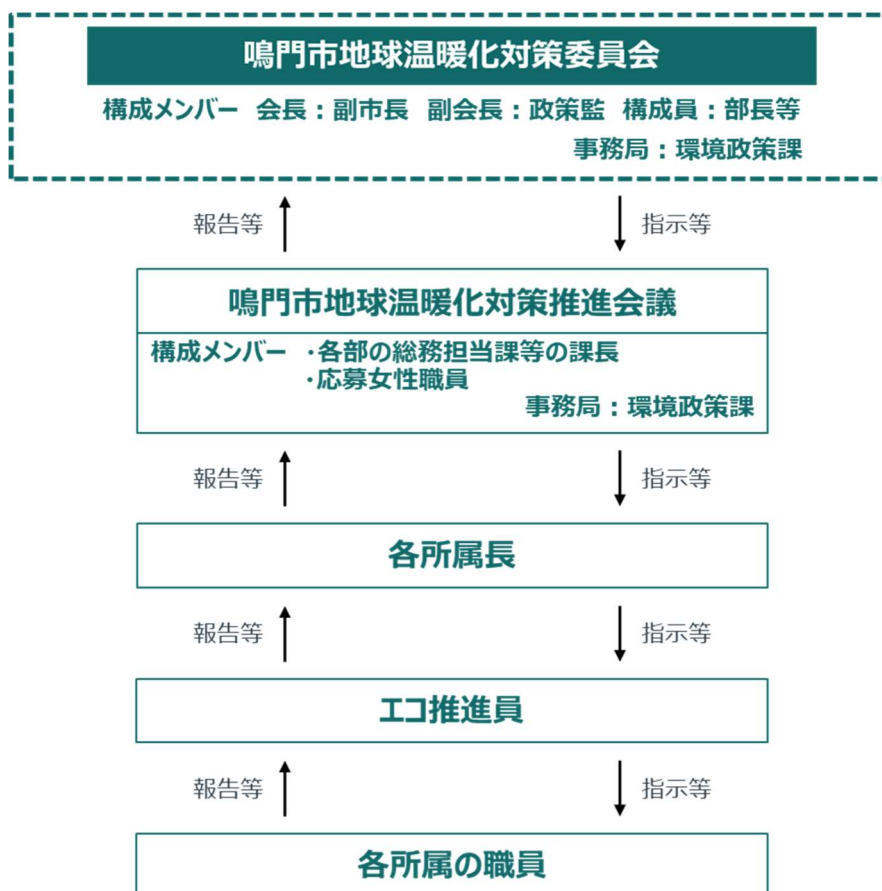 鳴門市地球温暖化対策委員会
構成メンバー 会長：副市長 副会長：政策監 構成員：部長等
事務局：環境政策課
報告等 指示等
鳴門市地球温暖化対策推進会議
構成メンバー ・各部の総務担当課等の課長
・応募女性職員
事務局：環境政策課
報告等 指示等
各所属長
報告等 指示等
エコ推進員
報告等 指示等
各所属の職員